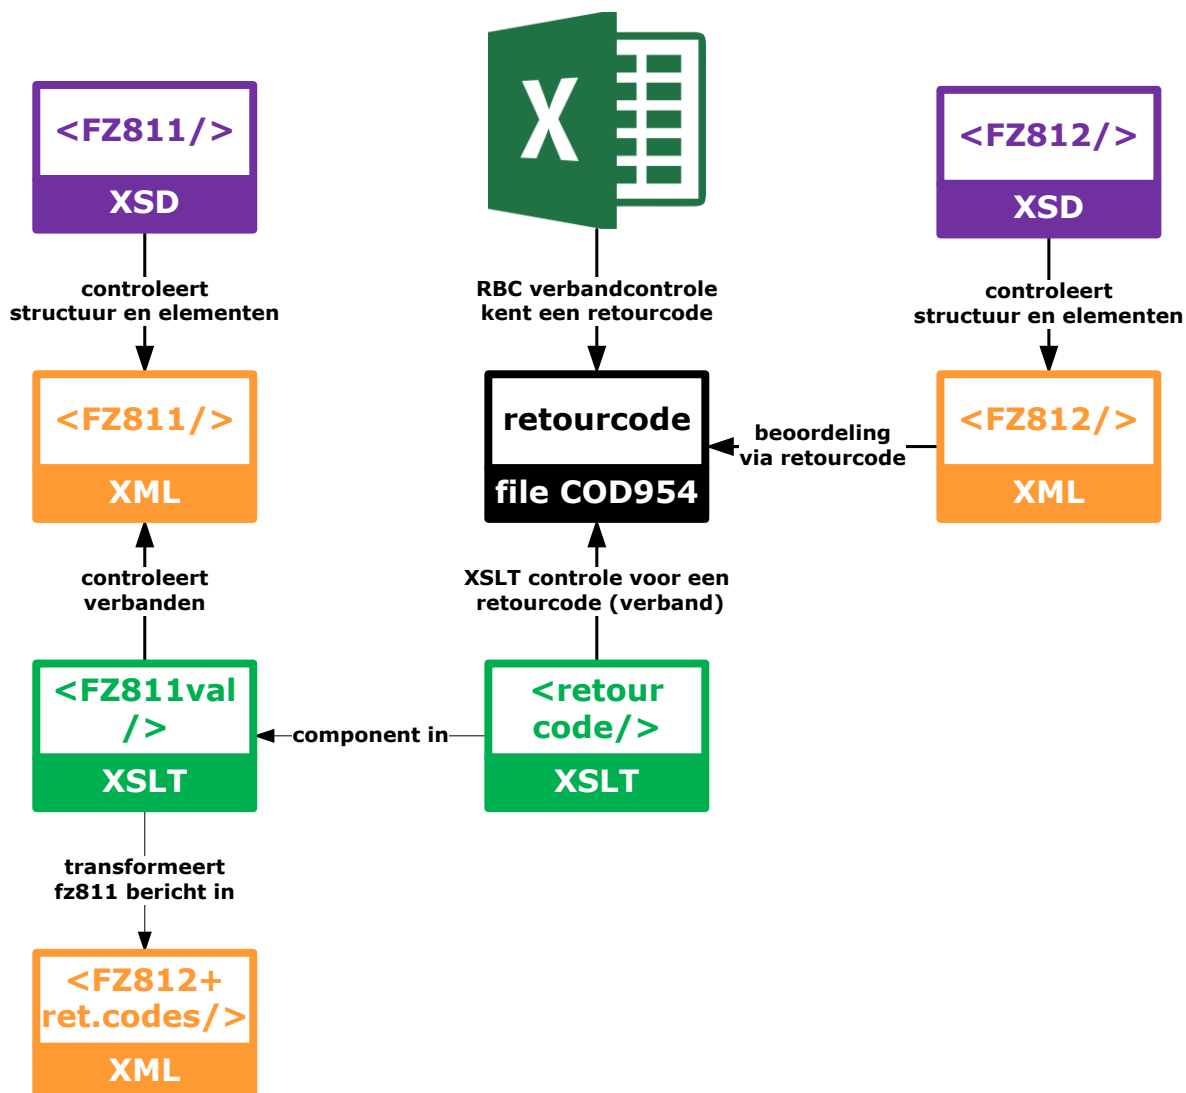 <FZ811/>
XSD
X
<FZ812/>
XSD
controleert
structuur en elementen
RBC verbandcontrole
kent een retourcode
controleert
structuur en elementen
<FZ811/>
XML
retourcode
file COD954
beoordeling
via retourcode
<FZ812/>
XML
controleert
verbanden
XSLT controle voor een
retourcode (verband)
<FZ811val
/>
XSLT
component in
<retour
code/>
XSLT
transformeert
fz811 bericht in
<FZ812+
ret.codes/>
XML